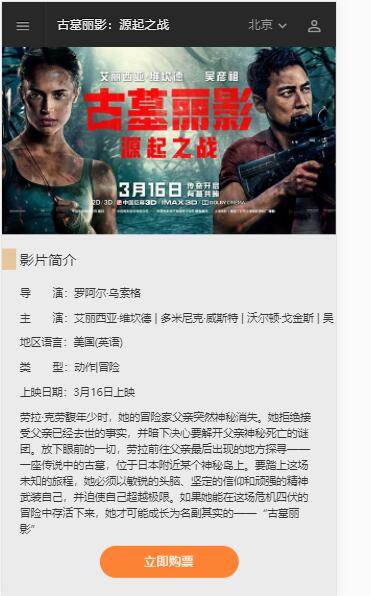 古墓丽影：源起之战
北京
艾丽西亚·维坎德 吴彦祖
古墓丽影
源起之战
3月16日 传奇开启 有墓共睹
2D/3D 中国巨幕3D IMAX 3D DOLBY CINEMA
影片简介
导 演：罗阿尔·乌索格
主 演：艾丽西亚·维坎德 | 多米尼克·威斯特 | 沃尔顿·戈金斯 | 吴
地区语言：美国(英语)
类 型：动作|冒险
上映日期：3月16日上映
劳拉·克劳馥年少时，她的冒险家父亲突然神秘消失。她拒绝接
受父亲已经去世的事实，并暗下决心要解开父亲神秘死亡的谜
团。放下眼前的一切，劳拉前往父亲最后出现的地方探寻——
一座传说中的古墓，位于日本附近某个神秘岛上。要踏上这场
未知的旅程，她必须以敏锐的头脑、坚定的信仰和顽强的精神
武装自己，并迫使自己超越极限。如果她能在这场危机四伏的
冒险中存活下来，她才可能成长为名副其实的——“古墓丽
影”
立即购票